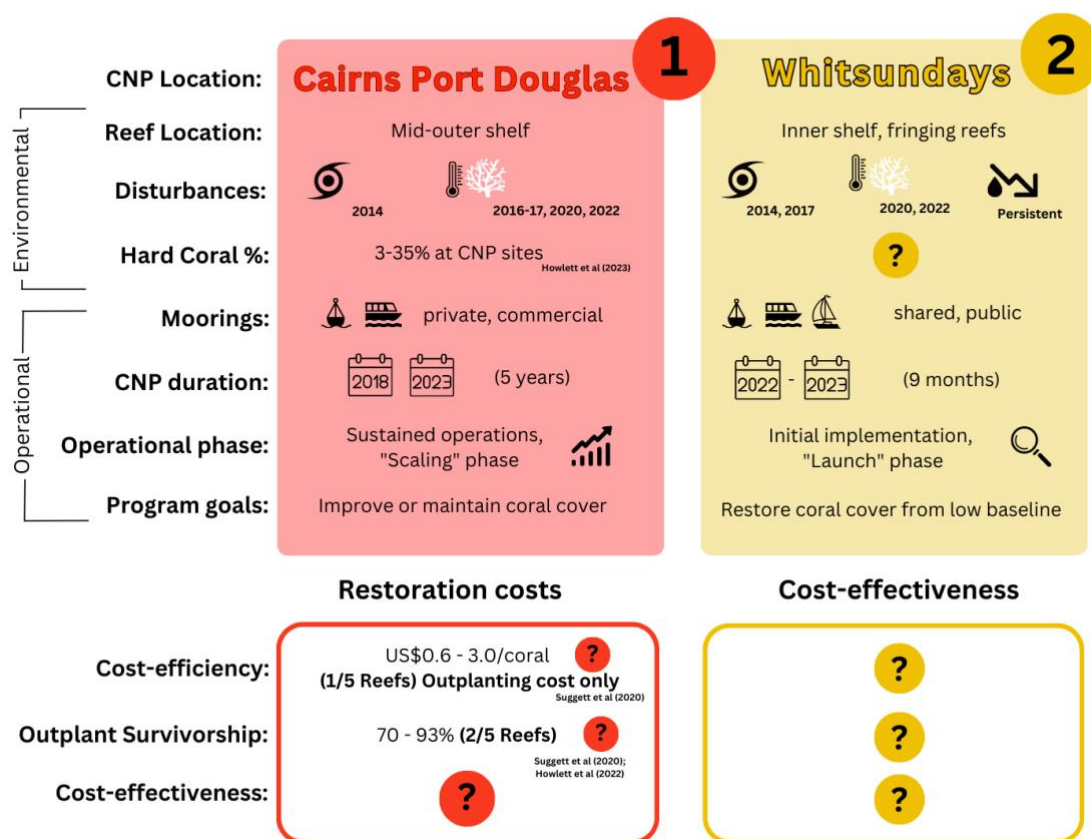 1
2
CNP Location:
Cairns Port Douglas
Whitsundays
Environmental
Reef Location:
Mid-outer shelf
Inner shelf, fringing reefs
Disturbances:
2014
2016-17, 2020, 2022
2014, 2017
2020, 2022
Persistent
Hard Coral %:
3-35% at CNP sites
Howlett et al (2023)
?
Operational
Moorings:
private, commercial
shared, public
CNP duration:
2018
2023
(5 years)
2022
-
2023
(9 months)
Operational phase:
Sustained operations,
"Scaling" phase
Initial implementation,
"Launch" phase
Program goals:
Improve or maintain coral cover
Restore coral cover from low baseline
Restoration costs
Cost-effectiveness
Cost-efficiency:
US$0.6 - 3.0/coral
?
(1/5 Reefs) Outplanting cost only
Suggett et al (2020)
?
Outplant Survivorship:
70 - 93% (2/5 Reefs)
?
Suggett et al (2020);
Howlett et al (2022)
?
Cost-effectiveness:
?
?